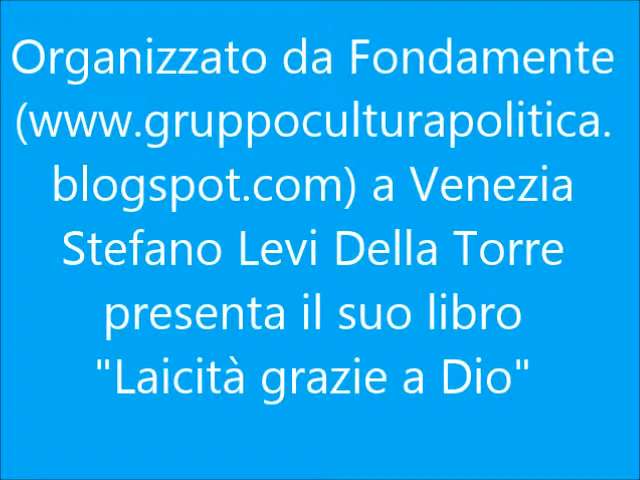 Organizzato da Fondamente
(www.gruppoculturapolitica.
blogspot.com) a Venezia
Stefano Levi Della Torre
presenta il suo libro
"Laicità grazie a Dio"